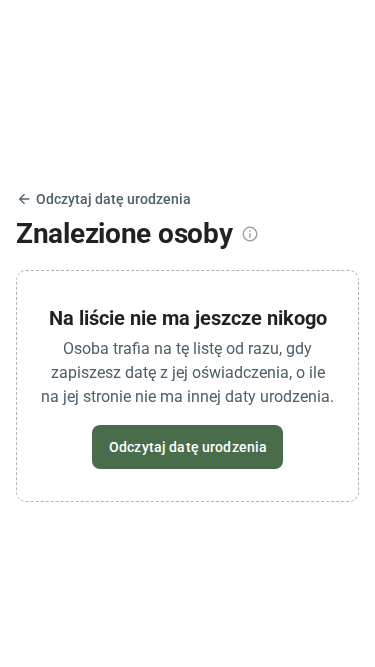 Odczytaj datę urodzenia
Znalezione osoby
Na liście nie ma jeszcze nikogo
Osoba trafia na tę listę od razu, gdy
zapiszesz datę z jej oświadczenia, o ile
na jej stronie nie ma innej daty urodzenia.
Odczytaj datę urodzenia